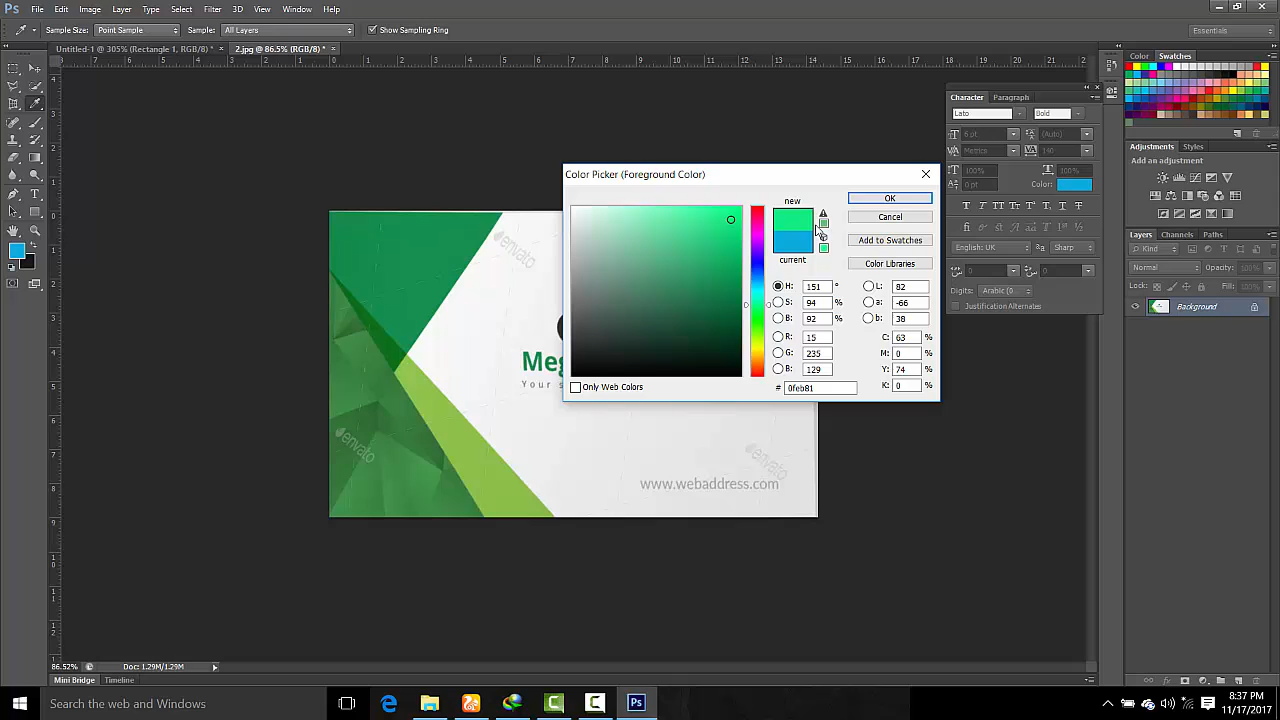 Ps File Edit Image Layer Type Select Filter 3D View Window Help
Sample Size: Point Sample Sample: All Layers Show Sampling Ring Essentials
Untitled-1 @ 305% (Rectangle 1, RGB/8) * × 2.jpg @ 86.5% (RGB/8) * ×
Color Swatches
Character Paragraph
Lato Bold
6 pt (Auto)
Metrics 140
100% 100%
0 pt Color:
English: UK Sharp
0 0
Digits: Arabic (0
Justification Alternates
Adjustments Styles
Add an adjustment
Layers Channels Paths
Kind
Normal Opacity: 100%
Lock: Fill: 100%
Background
Color Picker (Foreground Color)
new
current
OK
Cancel
Add to Swatches
Color Libraries
H: 151 ° L: 82
S: 94 % a: -66
B: 92 % b: 38
R: 15 C: 63 %
G: 235 M: 0 %
B: 129 Y: 74 %
# 0feb81 K: 0 %
Only Web Colors
envato
Meg
Your s
envato
envato
www.webaddress.com
86.52% Doc: 1.29M/1.29M
Mini Bridge Timeline
Search the web and Windows
8:37 PM
11/17/2017